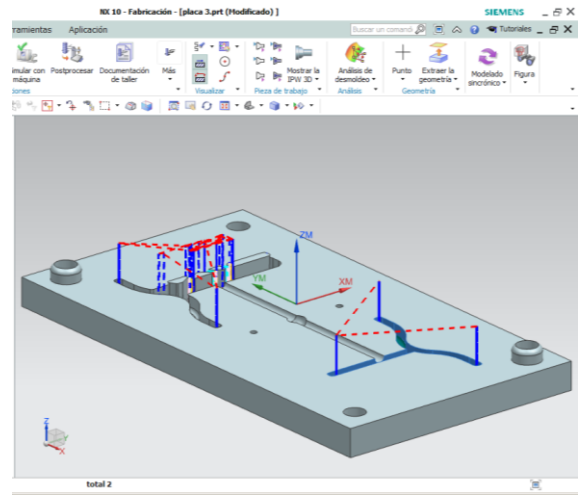 NX 10 - Fabricación - [placa 3.prt (Modificado) ]
SIEMENS
rramientas Aplicación
Buscar un comand
Tutoriales
imular con máquina
Postprocesar
Documentación de taller
Más
Mostrar la IPW 3D
Análisis de desmoldeo
Punto
Extraer la geometría
Modelado sincrónico
Figura
iones
Visualizar
Pieza de trabajo
Análisis
Geometría
ZM
YM
XM
Z
X
total 2